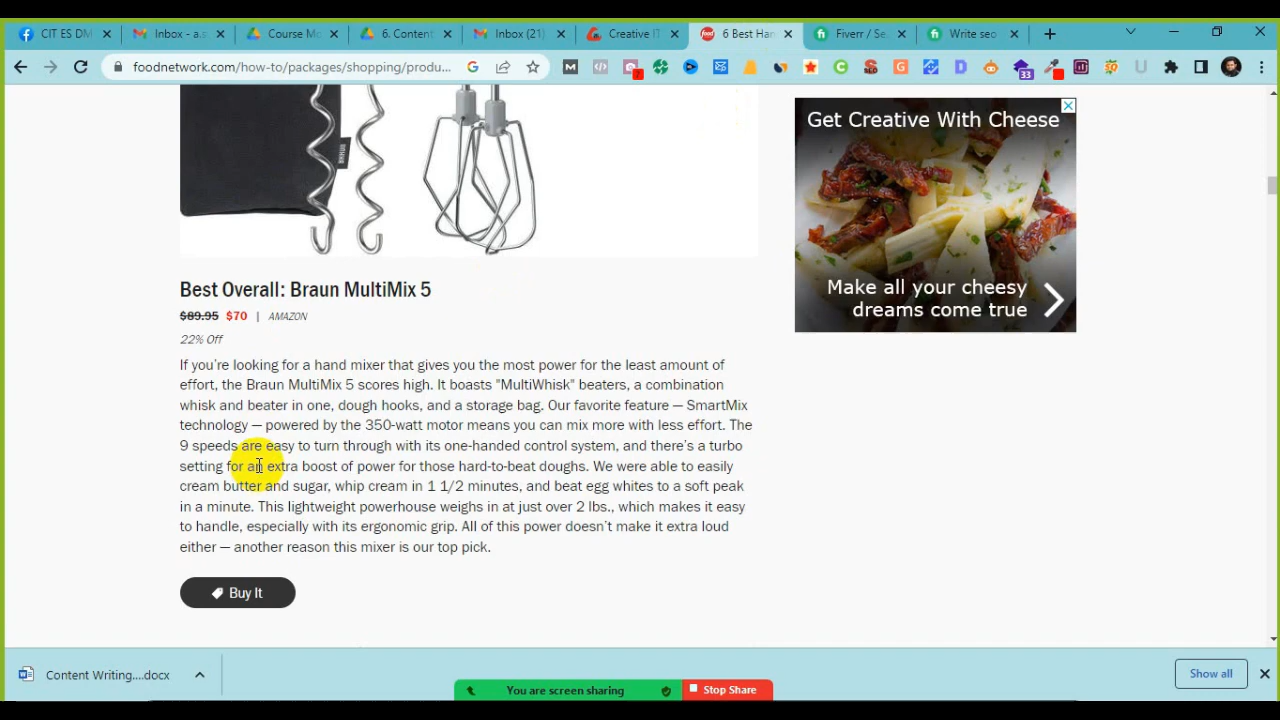 CIT ES DM
Inbox - a.s
Course Mo
6. Content
Inbox (21)
Creative IT
6 Best Han
Fiverr / Se
Write seo
foodnetwork.com/how-to/packages/shopping/produ...
7
33
BRAUN
Get Creative With Cheese
Make all your cheesy
dreams come true
Best Overall: Braun MultiMix 5
$89.95 $70 | AMAZON
22% Off
If you're looking for a hand mixer that gives you the most power for the least amount of
effort, the Braun MultiMix 5 scores high. It boasts "MultiWhisk" beaters, a combination
whisk and beater in one, dough hooks, and a storage bag. Our favorite feature — SmartMix
technology — powered by the 350-watt motor means you can mix more with less effort. The
9 speeds are easy to turn through with its one-handed control system, and there's a turbo
setting for an extra boost of power for those hard-to-beat doughs. We were able to easily
cream butter and sugar, whip cream in 1 1/2 minutes, and beat egg whites to a soft peak
in a minute. This lightweight powerhouse weighs in at just over 2 lbs., which makes it easy
to handle, especially with its ergonomic grip. All of this power doesn't make it extra loud
either — another reason this mixer is our top pick.
Buy It
Content Writing....docx
Show all
You are screen sharing
Stop Share